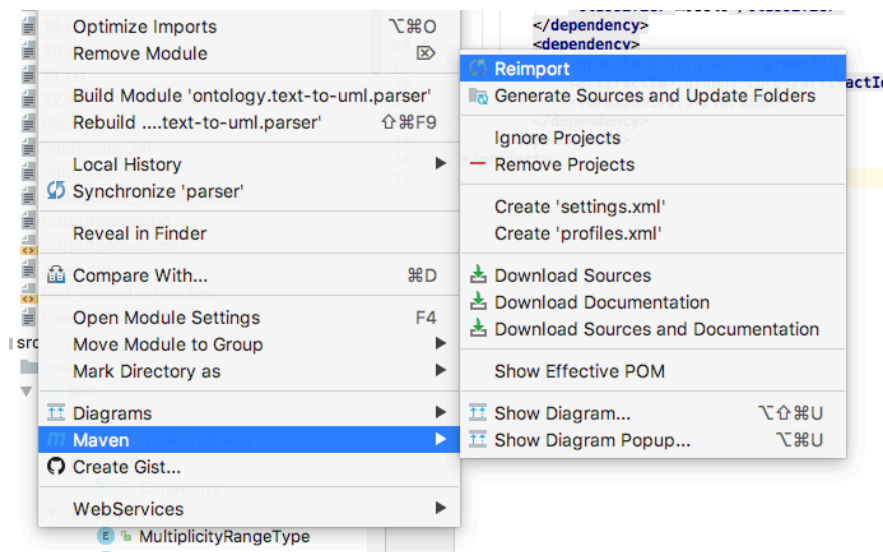 Optimize Imports ⌥⌘O
Remove Module ⌦
Build Module 'ontology.text-to-uml.parser'
Rebuild ....text-to-uml.parser' ⇧⌘F9
Local History ▶
Synchronize 'parser'
Reveal in Finder
Compare With... ⌘D
Open Module Settings F4
Move Module to Group ▶
Mark Directory as ▶
Diagrams ▶
Maven ▶
Create Gist...
WebServices ▶
MultiplicityRangeType
src
</dependency>
<dependency>
Reimport
Generate Sources and Update Folders
Ignore Projects
Remove Projects
Create 'settings.xml'
Create 'profiles.xml'
Download Sources
Download Documentation
Download Sources and Documentation
Show Effective POM
Show Diagram... ⌥⇧⌘U
Show Diagram Popup... ⌥⌘U